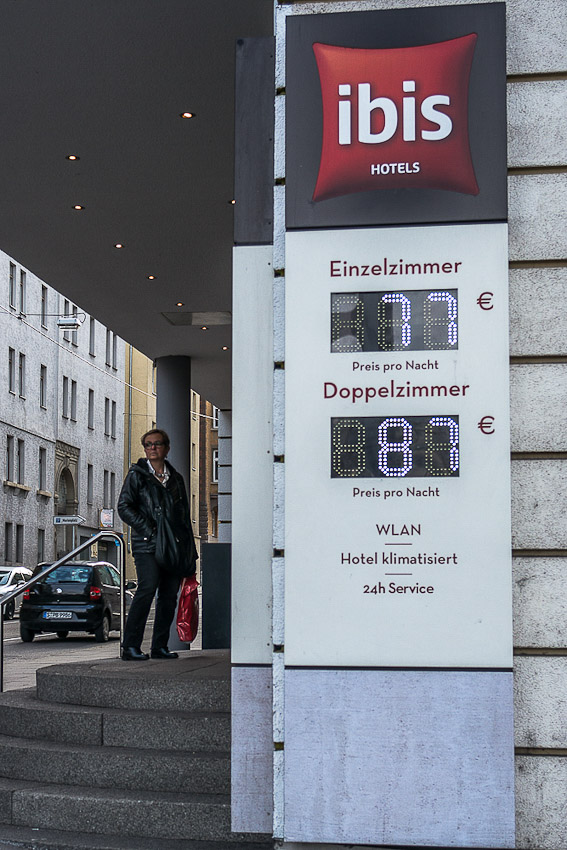 ibis
HOTELS
Einzelzimmer
77 €
Preis pro Nacht
Doppelzimmer
87 €
Preis pro Nacht
WLAN
Hotel klimatisiert
24h Service